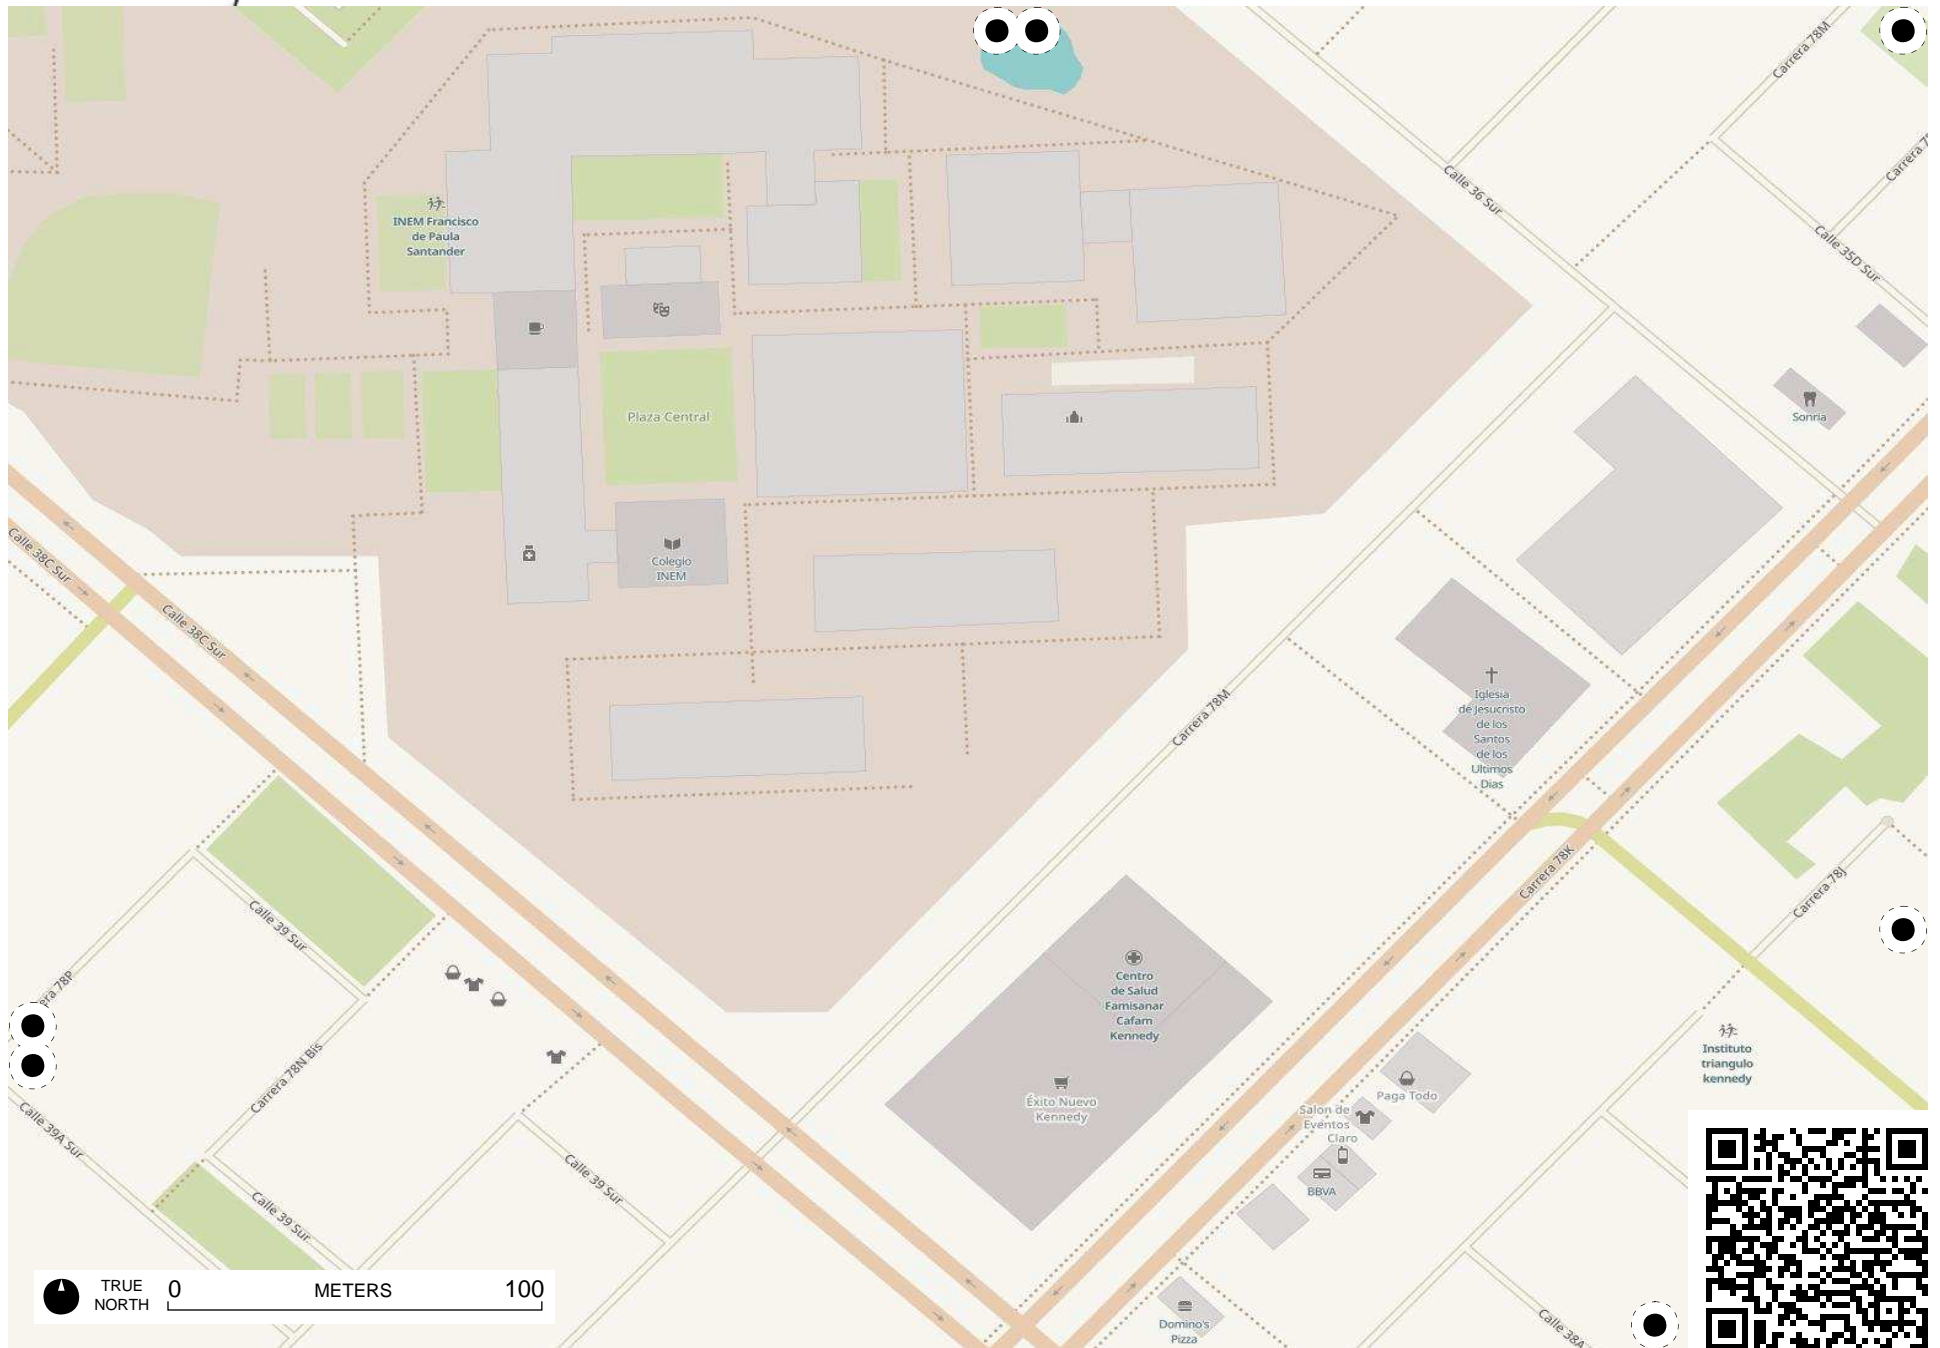 Carrera 78M
Carrera 7
Calle 36 Sur
INEM Francisco
de Paula
Santander
Calle 35D Sur
Plaza Central
Sonria
Calle 38C Sur
Colegio
INEM
Calle 38C Sur
Carrera 78M
Iglesia
de Jesucristo
de los
Santos
de los
Ultimos
Dias
Carrera 78K
Carrera 78J
Calle 39 Sur
era 78P
Centro
de Salud
Famisanar
Cafam
Kennedy
Instituto
triangulo
kennedy
Carrera 78N Bis
Éxito Nuevo
Kennedy
Paga Todo
Salon de
Eventos
Claro
Calle 39A Sur
Calle 39 Sur
BBVA
Calle 39 Sur
TRUE
NORTH
0 METERS 100
Domino's
Pizza
Calle 38A